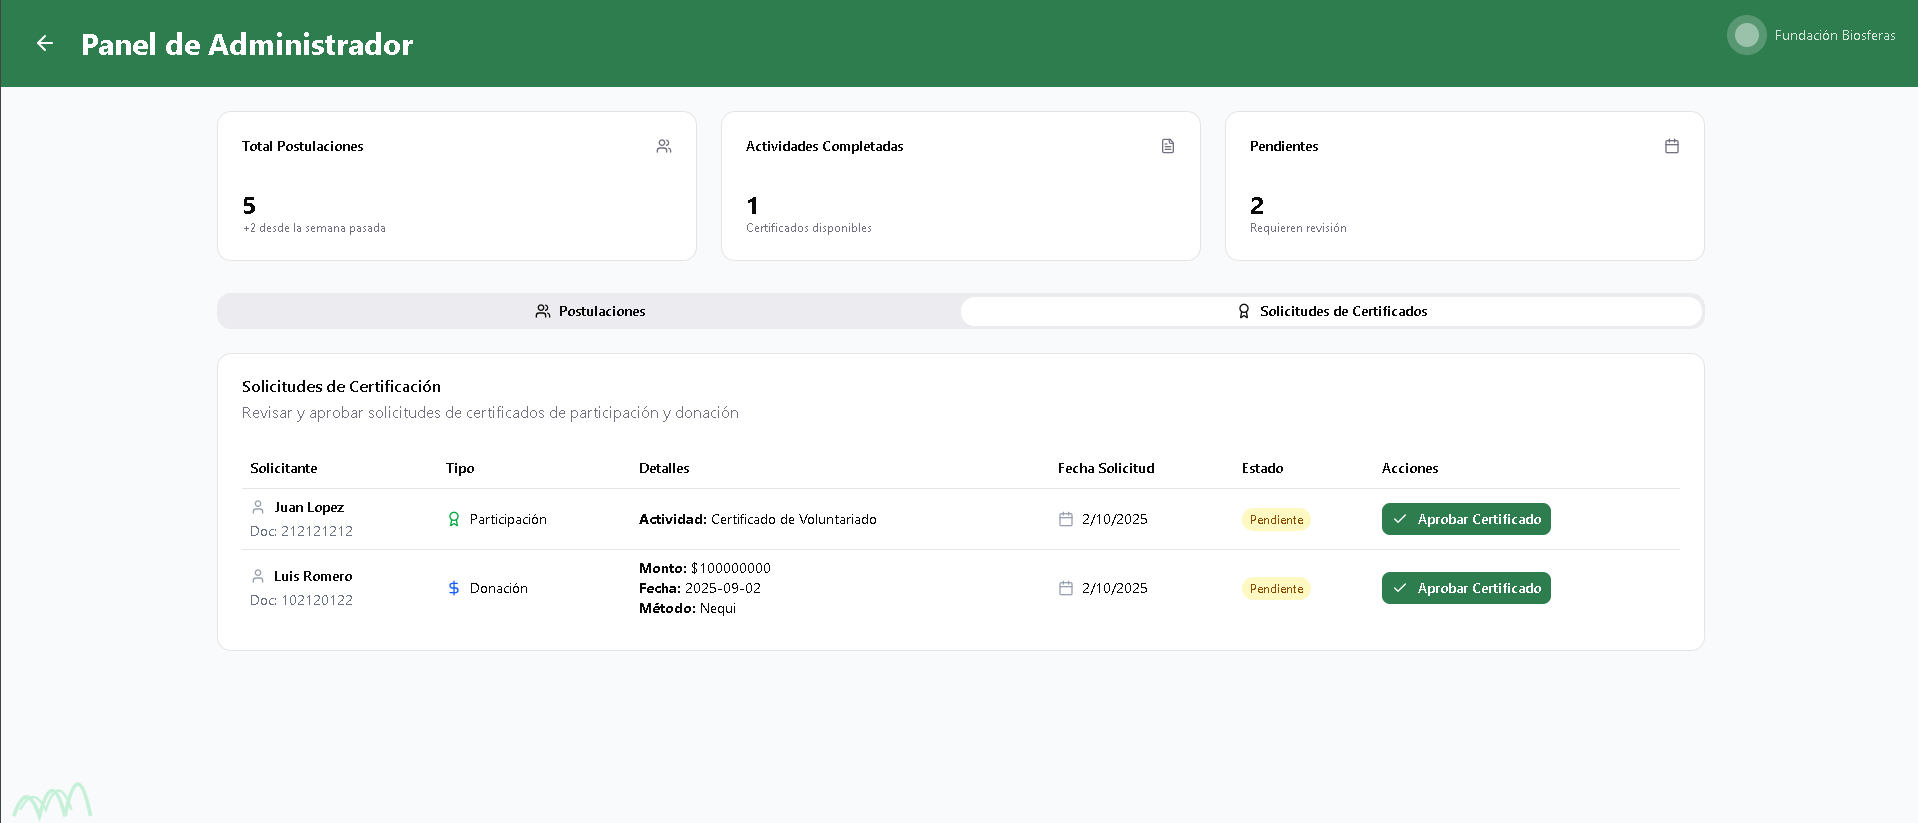 Panel de Administrador
Fundación Biosferas
Total Postulaciones
5
+2 desde la semana pasada
Actividades Completadas
1
Certificados disponibles
Pendientes
2
Requieren revisión
Postulaciones
Solicitudes de Certificados
Solicitudes de Certificación
Revisar y aprobar solicitudes de certificados de participación y donación
Solicitante Tipo Detalles Fecha Solicitud Estado Acciones
Juan Lopez
Doc: 212121212
Participación
Actividad: Certificado de Voluntariado
2/10/2025
Pendiente
Aprobar Certificado
Luis Romero
Doc: 102120122
Donación
Monto: $100000000
Fecha: 2025-09-02
Método: Nequi
2/10/2025
Pendiente
Aprobar Certificado